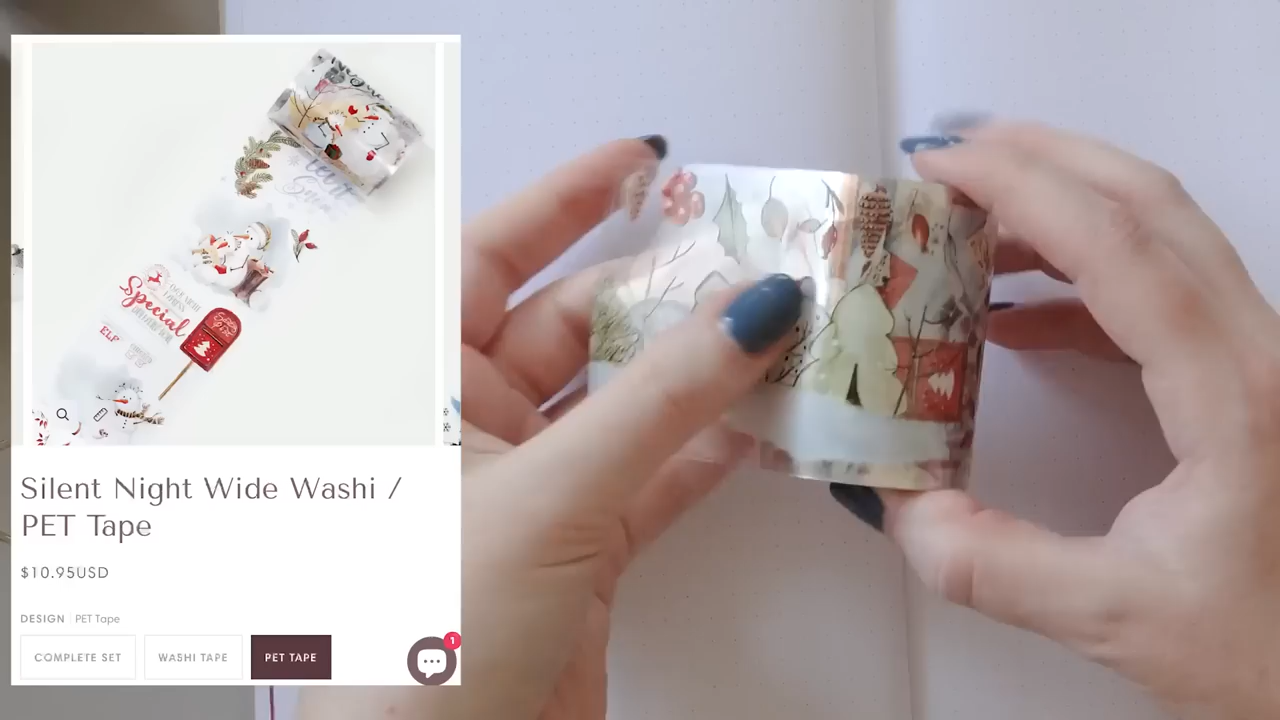 Special
ELF
Silent Night Wide Washi /
PET Tape
$10.95USD
DESIGN | PET Tape
COMPLETE SET
WASHI TAPE
PET TAPE
1